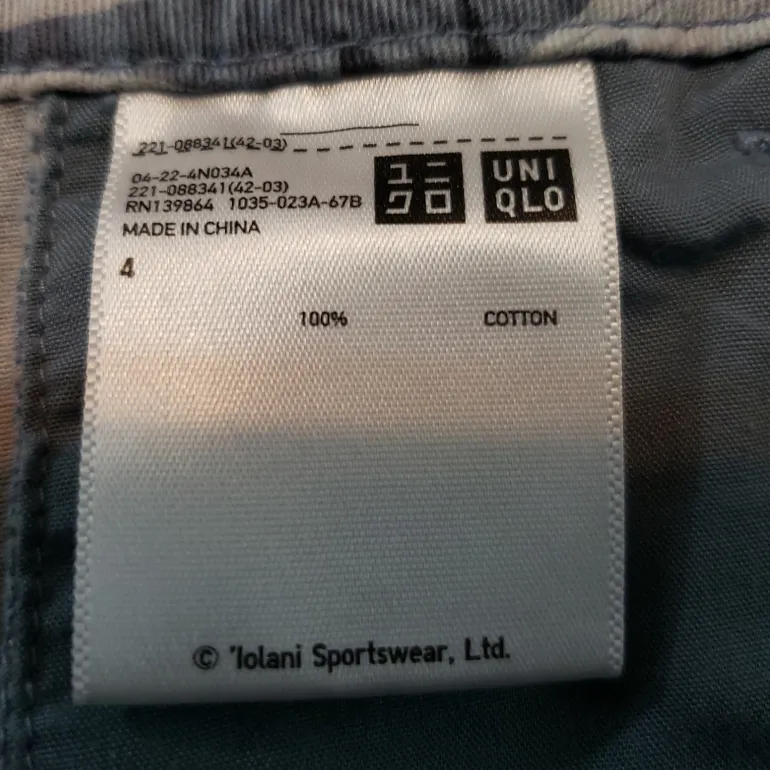 221-088341(42-03)
04-22-4N034A
221-088341(42-03)
RN139864 1035-023A-67B
ユニ
クロ
UNI
QLO
MADE IN CHINA
4
100% COTTON
© 'Iolani Sportswear, Ltd.